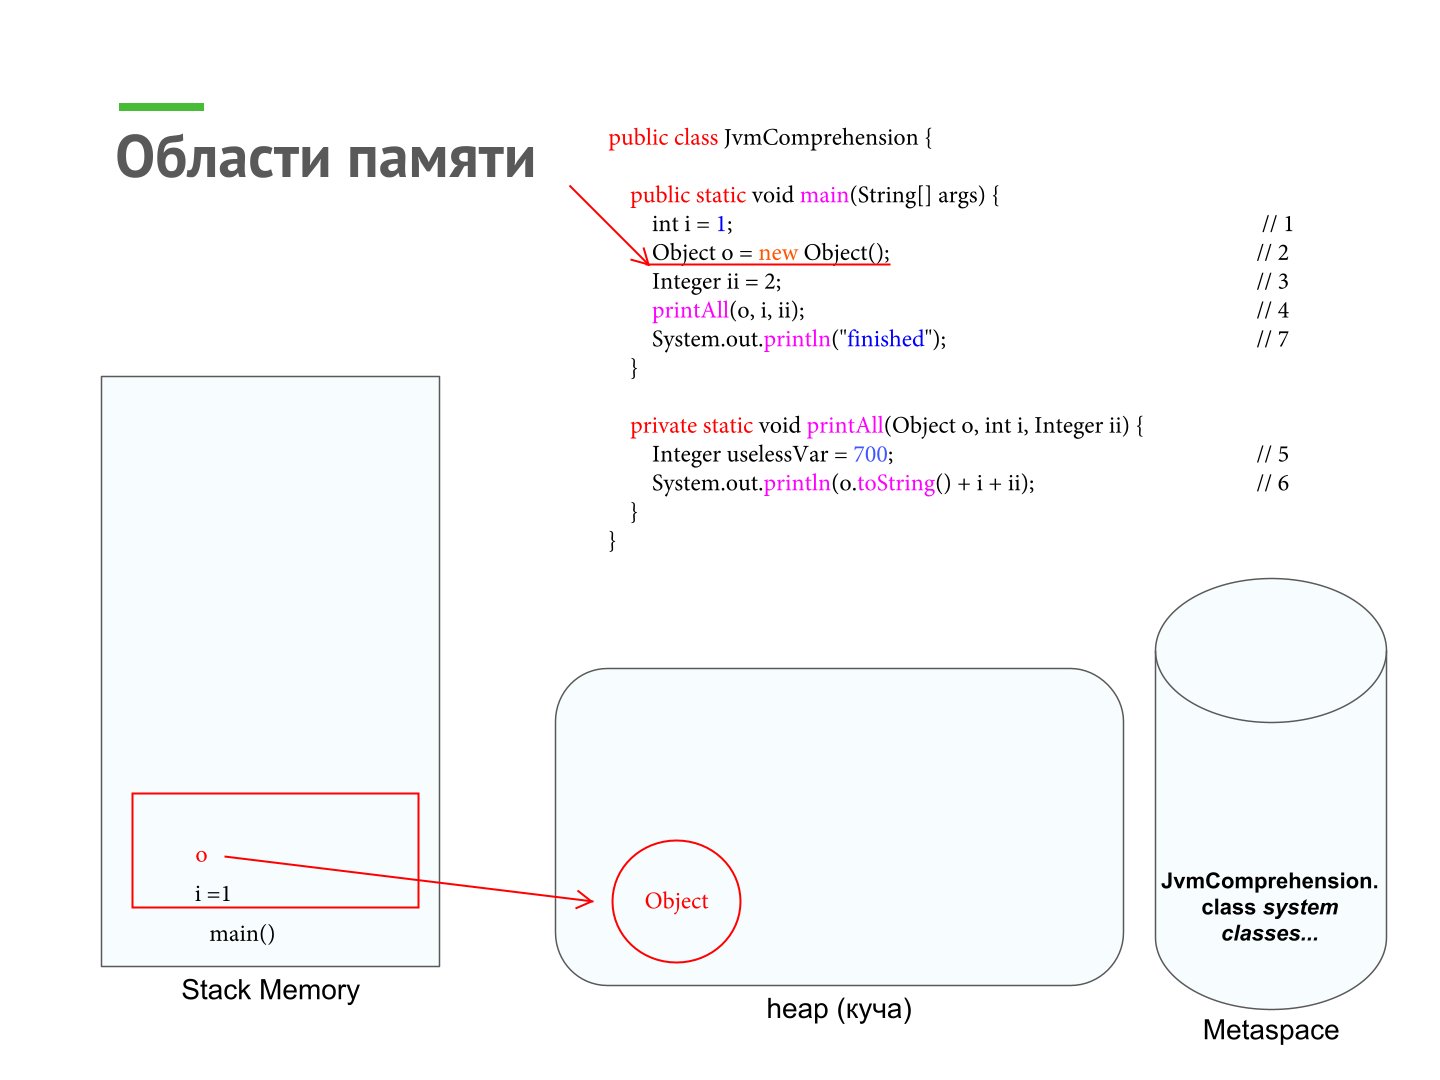 Области памяти
public class JvmComprehension {
public static void main(String[] args) {
int i = 1; // 1
Object o = new Object(); // 2
Integer ii = 2; // 3
printAll(o, i, ii); // 4
System.out.println("finished"); // 7
}
private static void printAll(Object o, int i, Integer ii) {
Integer uselessVar = 700; // 5
System.out.println(o.toString() + i + ii); // 6
}
}
o
i =1
main()
Stack Memory
Object
heap (куча)
JvmComprehension.
class system
classes...
Metaspace